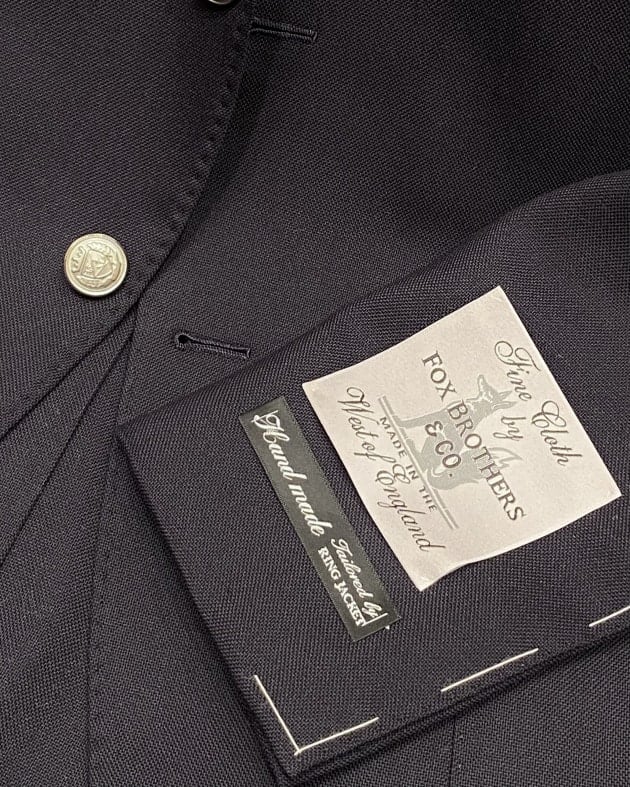 Fine Cloth
by
FOX BROTHERS
& CO.
MADE IN THE
West of England
Hand made
Tailored by
RING JACKET